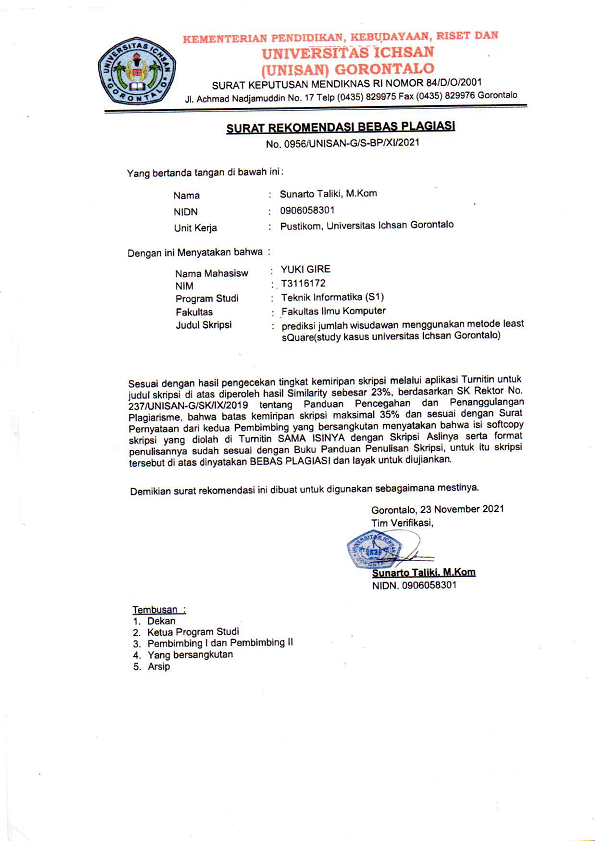 KEMENTERIAN PENDIDIKAN, KEBUDAYAAN, RISET DAN
UNIVERSITAS ICHSAN
(UNISAN) GORONTALO
SURAT KEPUTUSAN MENDIKNAS RI NOMOR 84/D/O/2001
Jl. Achmad Nadjamuddin No. 17 Telp (0435) 829975 Fax (0435) 829976 Gorontalo
UNIVERSITAS ICHSAN
GORONTALO
SURAT REKOMENDASI BEBAS PLAGIASI
No. 0956/UNISAN-G/S-BP/XI/2021
Yang bertanda tangan di bawah ini :
Nama : Sunarto Taliki, M.Kom
NIDN : 0906058301
Unit Kerja : Pustikom, Universitas Ichsan Gorontalo
Dengan ini Menyatakan bahwa :
Nama Mahasisw : YUKI GIRE
NIM : T3116172
Program Studi : Teknik Informatika (S1)
Fakultas : Fakultas Ilmu Komputer
Judul Skripsi : prediksi jumlah wisudawan menggunakan metode least
sQuare(study kasus universitas Ichsan Gorontalo)
Sesuai dengan hasil pengecekan tingkat kemiripan skripsi melalui aplikasi Turnitin untuk
judul skripsi di atas diperoleh hasil Similarity sebesar 23%, berdasarkan SK Rektor No.
237/UNISAN-G/SK/IX/2019 tentang Panduan Pencegahan dan Penanggulangan
Plagiarisme, bahwa batas kemiripan skripsi maksimal 35% dan sesuai dengan Surat
Pernyataan dari kedua Pembimbing yang bersangkutan menyatakan bahwa isi softcopy
skripsi yang diolah di Turnitin SAMA ISINYA dengan Skripsi Aslinya serta format
penulisannya sudah sesuai dengan Buku Panduan Penulisan Skripsi, untuk itu skripsi
tersebut di atas dinyatakan BEBAS PLAGIASI dan layak untuk diujiankan.
Demikian surat rekomendasi ini dibuat untuk digunakan sebagaimana mestinya.
Gorontalo, 23 November 2021
Tim Verifikasi,
Sunarto Taliki, M.Kom
NIDN. 0906058301
Tembusan :
1. Dekan
2. Ketua Program Studi
3. Pembimbing I dan Pembimbing II
4. Yang bersangkutan
5. Arsip